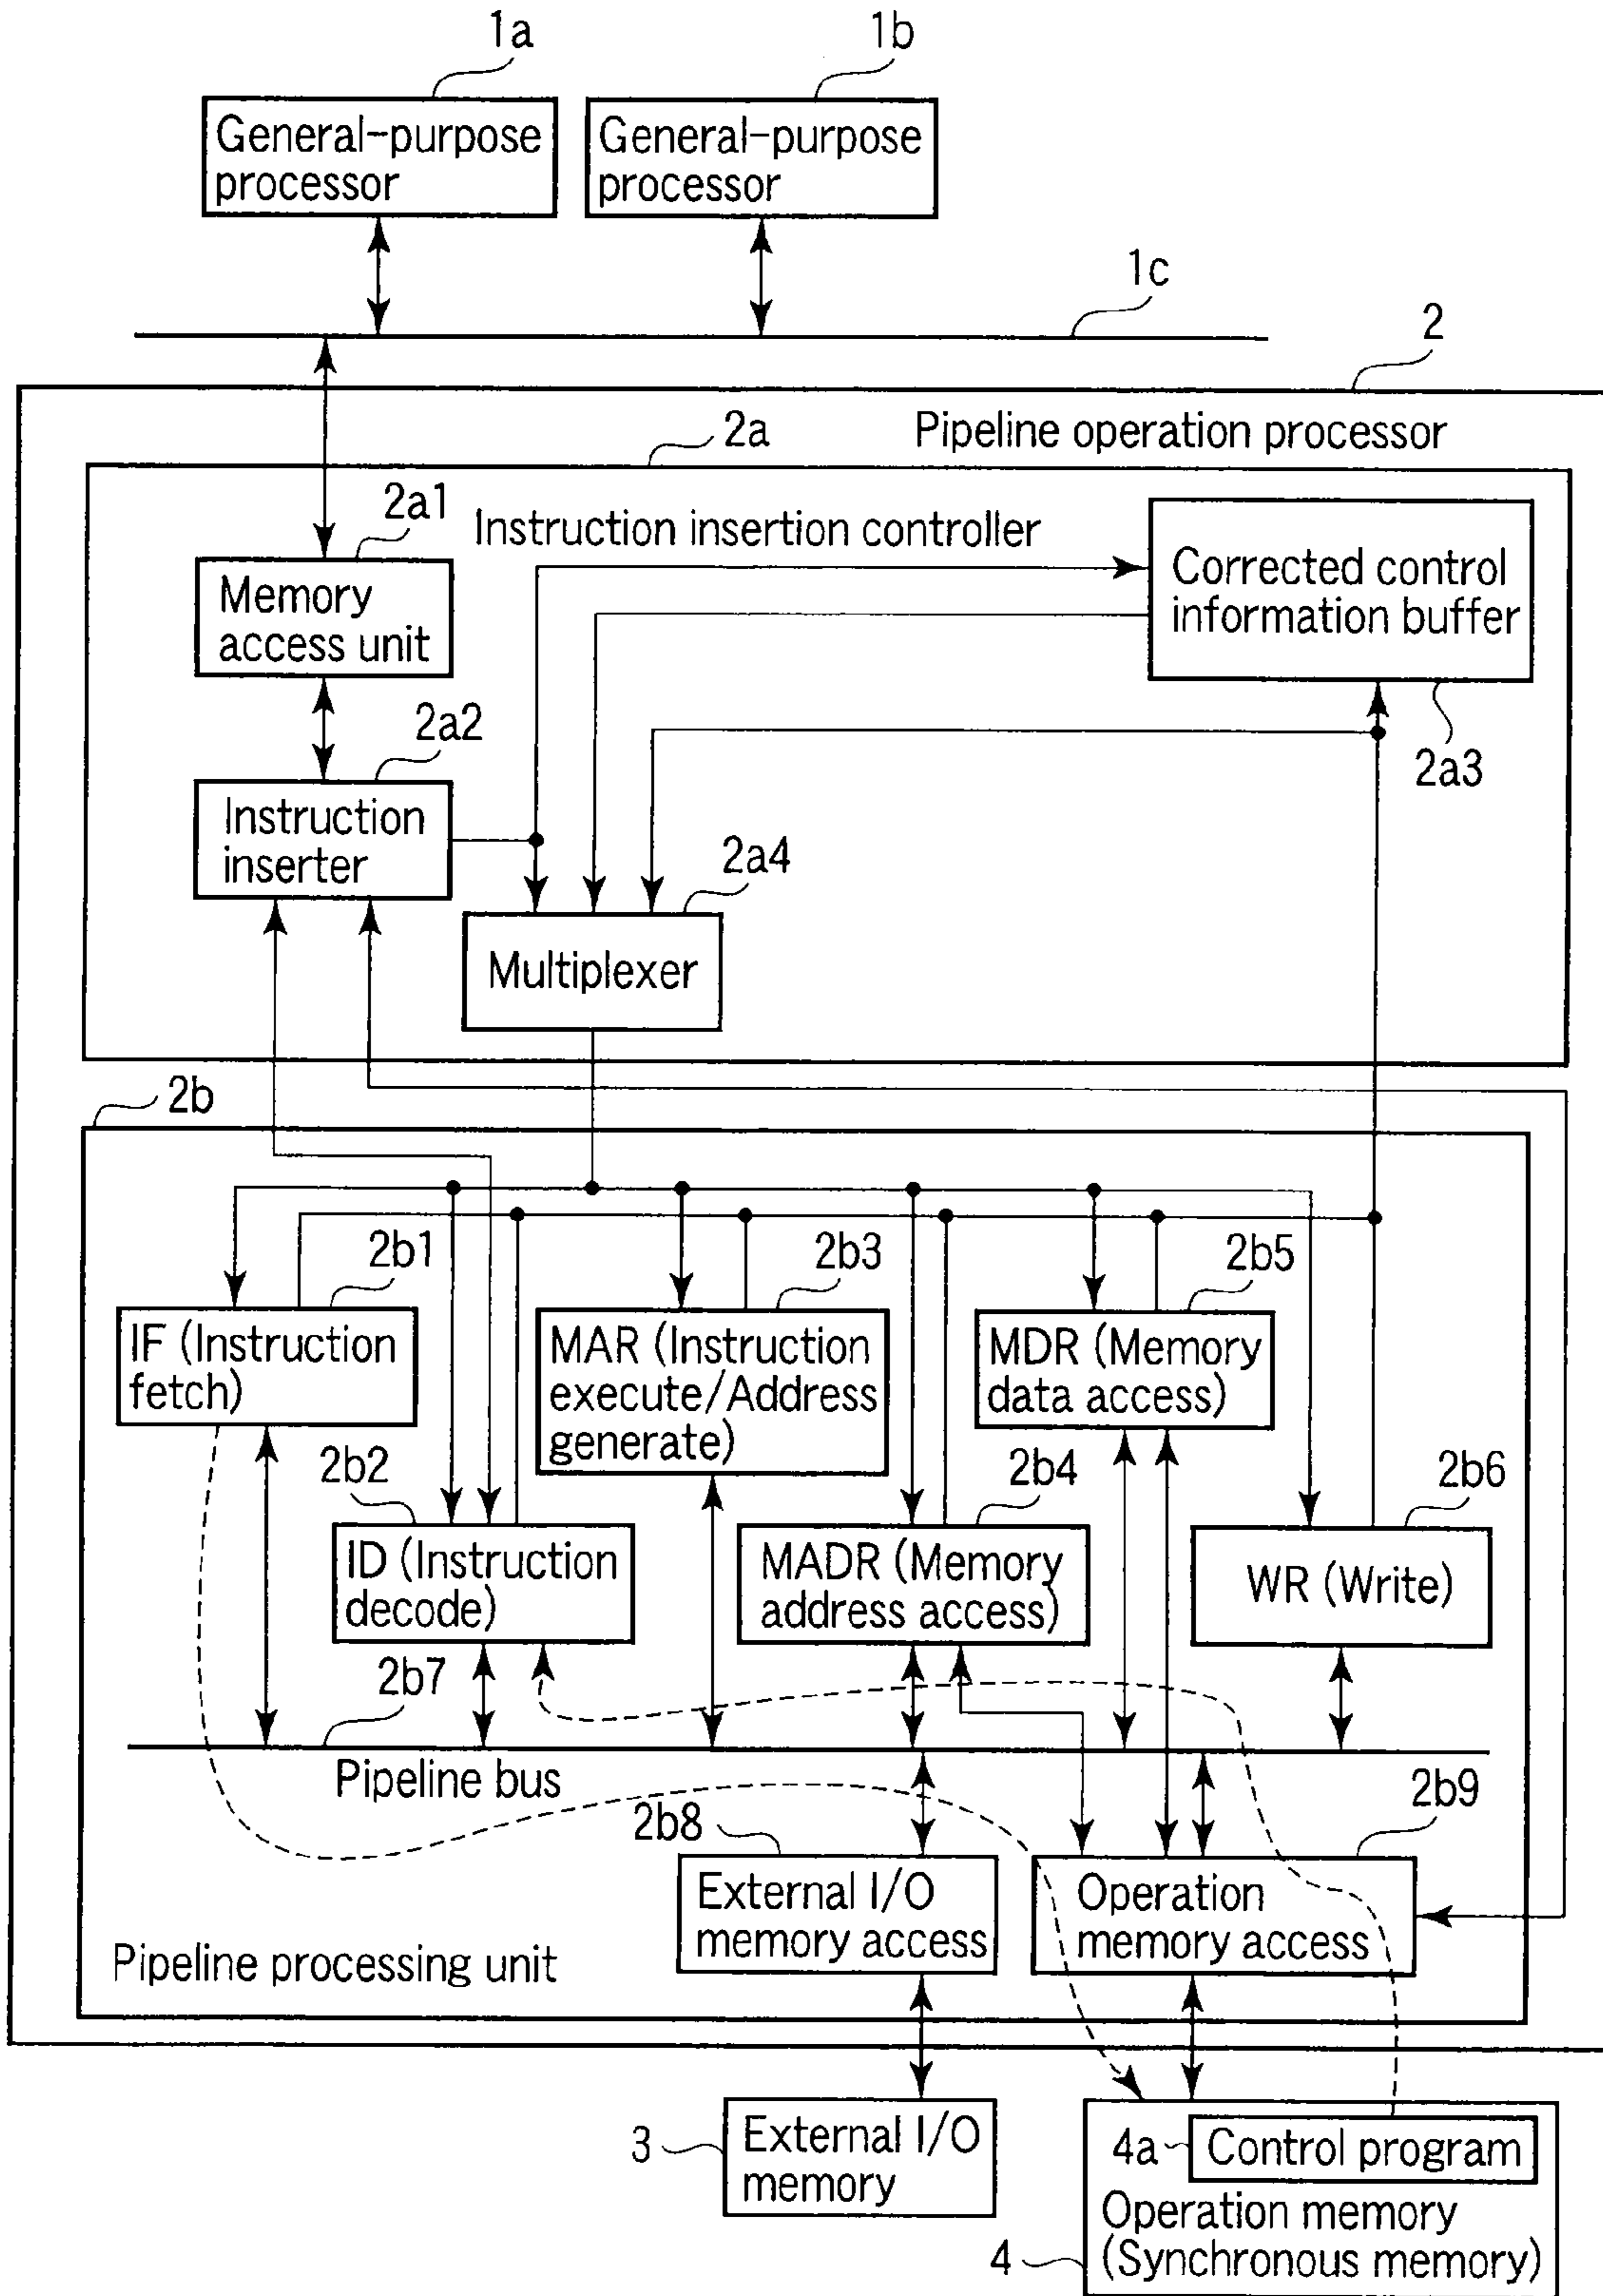 1a
1b
General-purpose
processor
General-purpose
processor
1c
2
2a
Pipeline operation processor
2a1
Instruction insertion controller
Memory
access unit
Corrected control
information buffer
2a2
2a3
Instruction
inserter
2a4
Multiplexer
2b
2b1
2b3
2b5
IF (Instruction
fetch)
MAR (Instruction
execute/Address
generate)
MDR (Memory
data access)
2b2
2b4
2b6
ID (Instruction
decode)
MADR (Memory
address access)
WR (Write)
2b7
Pipeline bus
2b8
2b9
External I/O
memory access
Operation
memory access
Pipeline processing unit
3
External I/O
memory
4a
Control program
Operation memory
(Synchronous memory)
4